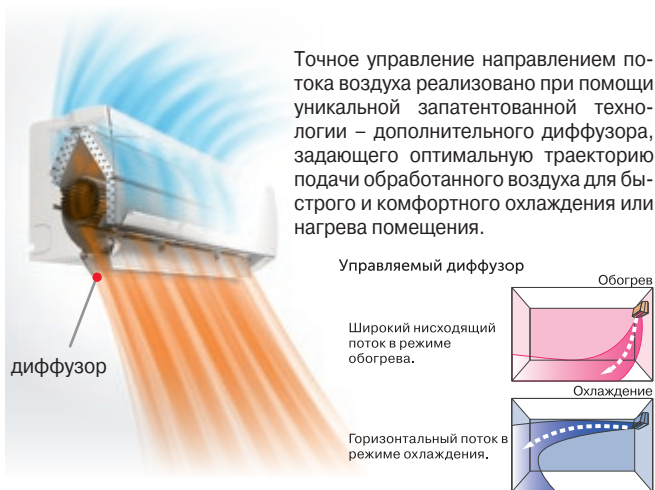 Точное управление направлением по-
тока воздуха реализовано при помощи
уникальной запатентованной техно-
логии – дополнительного диффузора,
задающего оптимальную траекторию
подачи обработанного воздуха для бы-
строго и комфортного охлаждения или
нагрева помещения.
диффузор
Управляемый диффузор
Обогрев
Широкий нисходящий
поток в режиме
обогрева.
Охлаждение
Горизонтальный поток в
режиме охлаждения.